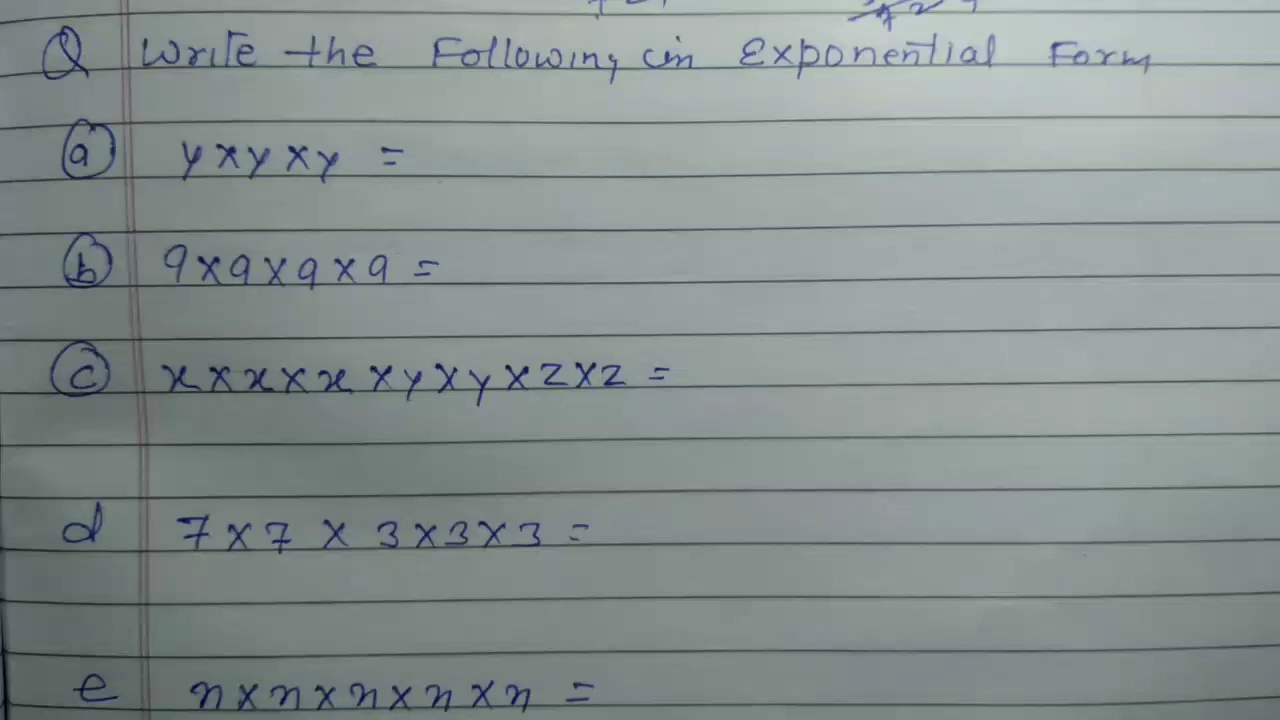 Q Write the Following in Exponential Form
a y × y × y =
b 9 × 9 × 9 × 9 =
c x × x × x × y × y × z × z =
d 7 × 7 × 3 × 3 × 3 =
e n × n × n × n × n =